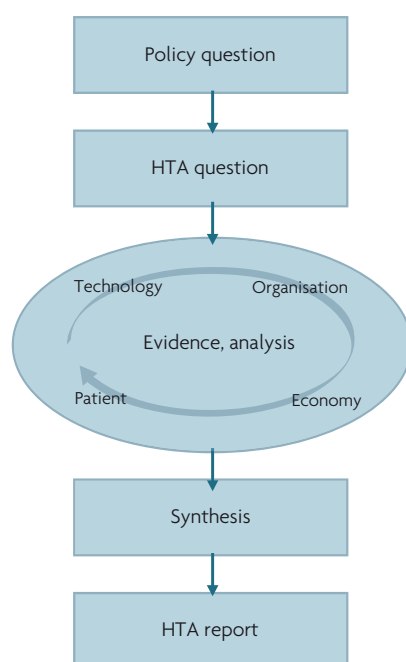 Policy question
HTA question
Technology
Organisation
Evidence, analysis
Patient
Economy
Synthesis
HTA report